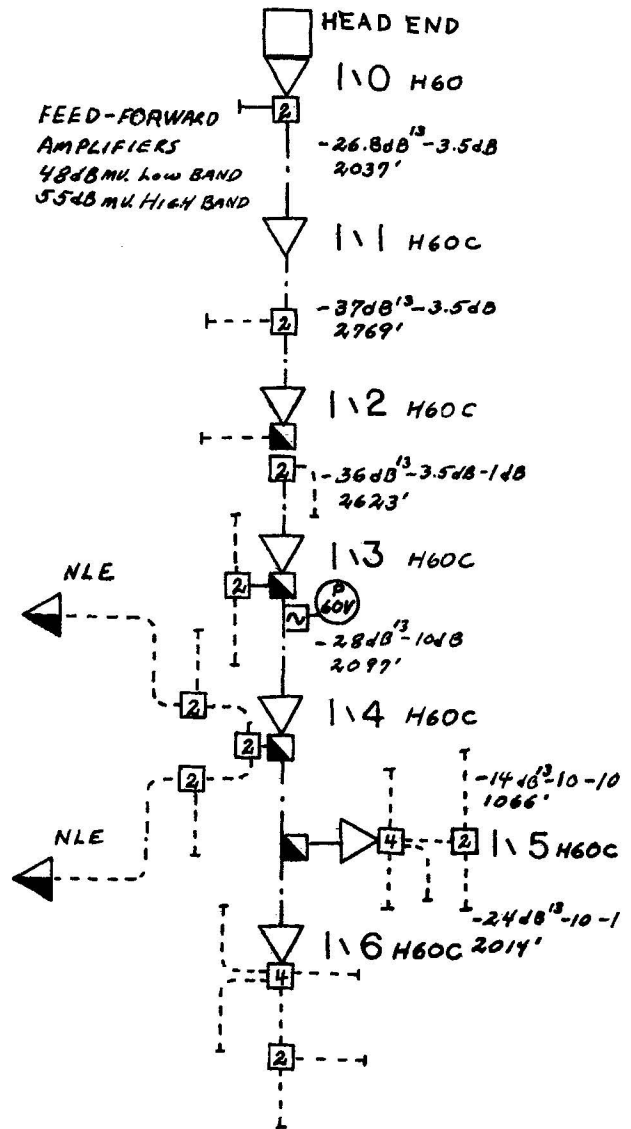 HEAD END
1\0 H60
2
FEED-FORWARD
AMPLIFIERS
48dBmv. LOW BAND
55dBmv. HIGH BAND
-26.8dB¹³-3.5dB
2037'
1\1 H60C
2
-37dB¹³-3.5dB
2769'
1\2 H60C
2
-36dB¹³-3.5dB-1dB
2623'
1\3 H60C
NLE
2
P
60V
~
-28dB¹³-10dB
2097'
2
1\4 H60C
2
2
-14dB¹³-10-10
1066'
NLE
4
2
1\5 H60C
-24dB¹³-10-1
2014'
1\6 H60C
4
2